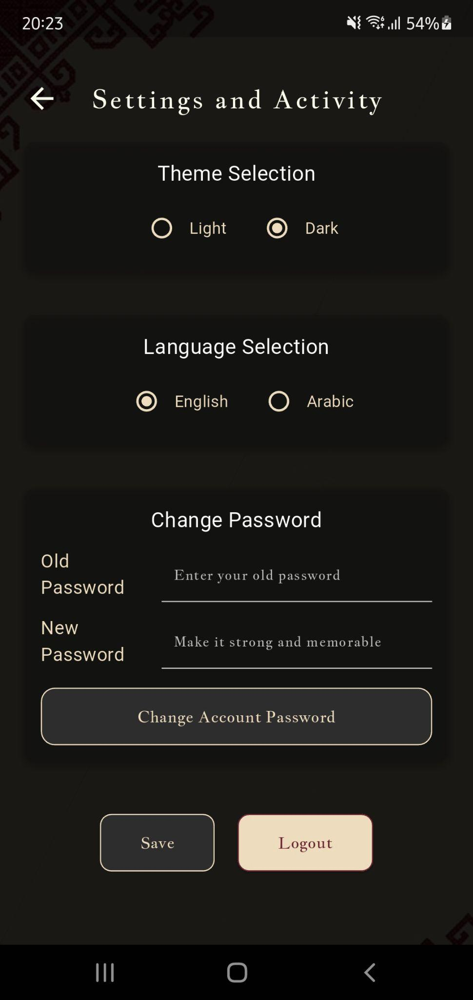 20:23
54%
Settings and Activity
Theme Selection
Light Dark
Language Selection
English Arabic
Change Password
Old
Password
Enter your old password
New
Password
Make it strong and memorable
Change Account Password
Save Logout